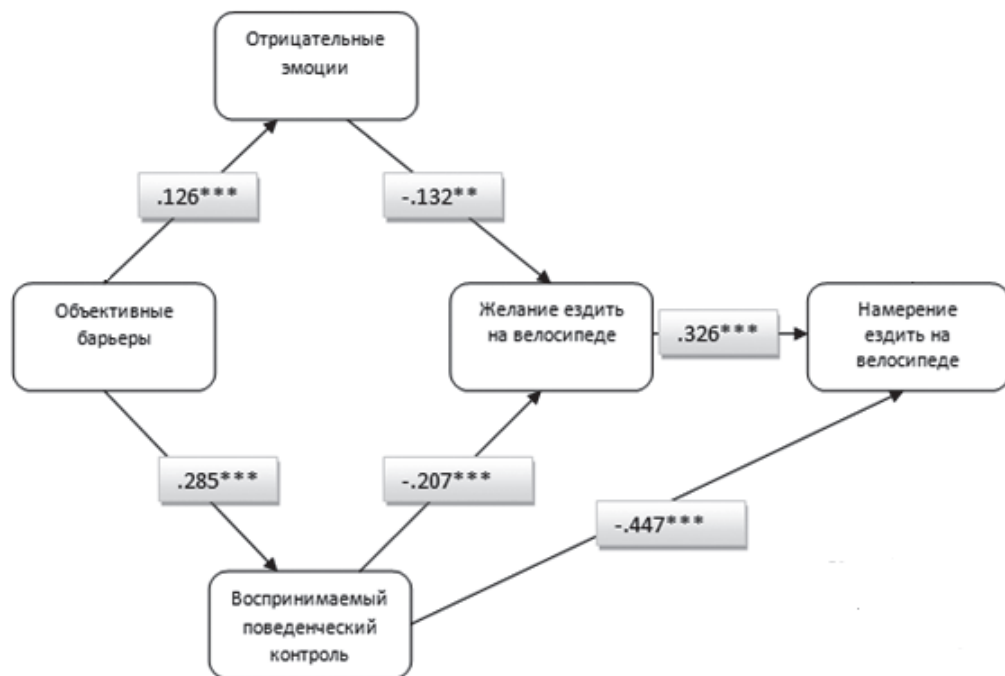 Отрицательные
эмоции
.126***
-.132**
Объективные
барьеры
Желание ездить
на велосипеде
.326***
Намерение
ездить на
велосипеде
.285***
-.207***
-.447***
Воспринимаемый
поведенческий
контроль